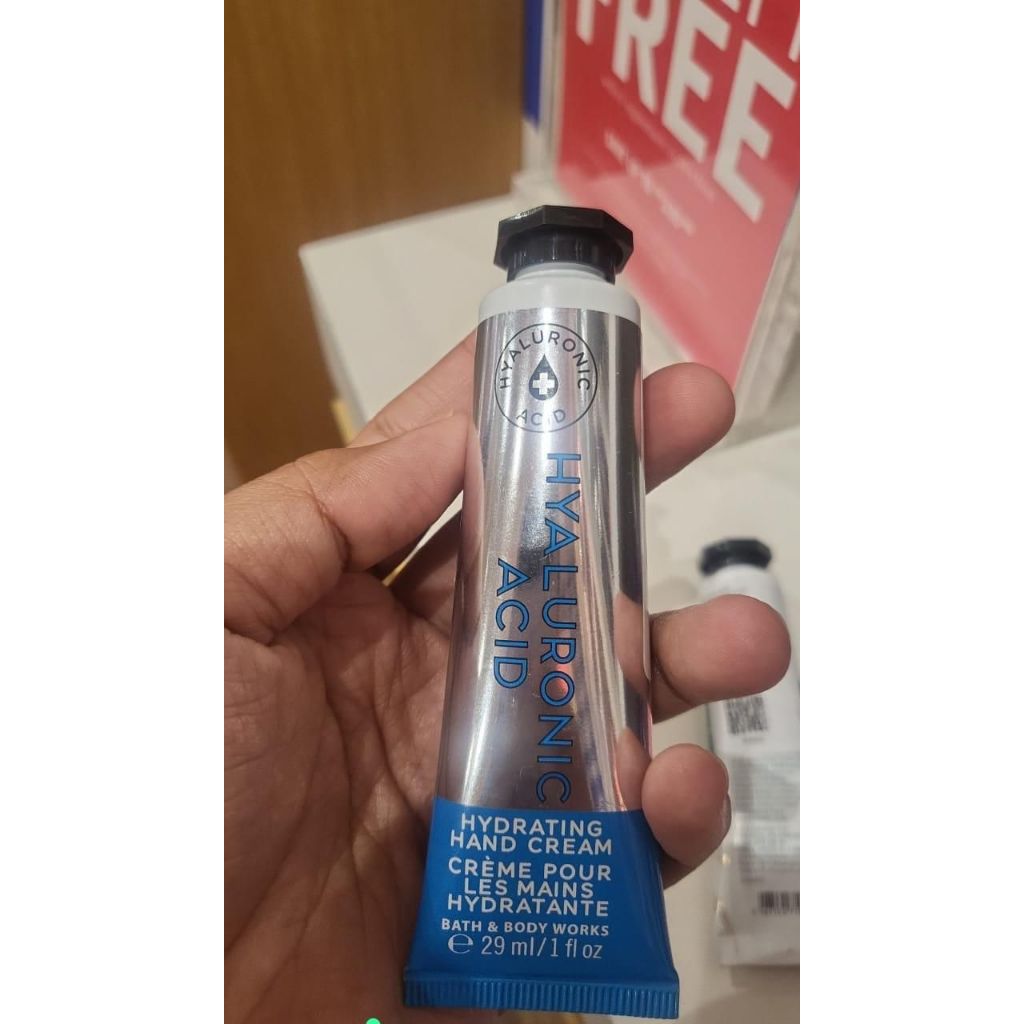 FREE
HYALURONIC
ACID
HYALURONIC
ACID
HYDRATING
HAND CREAM
CRÈME POUR
LES MAINS
HYDRATANTE
BATH & BODY WORKS
℮ 29 ml/1 fl oz